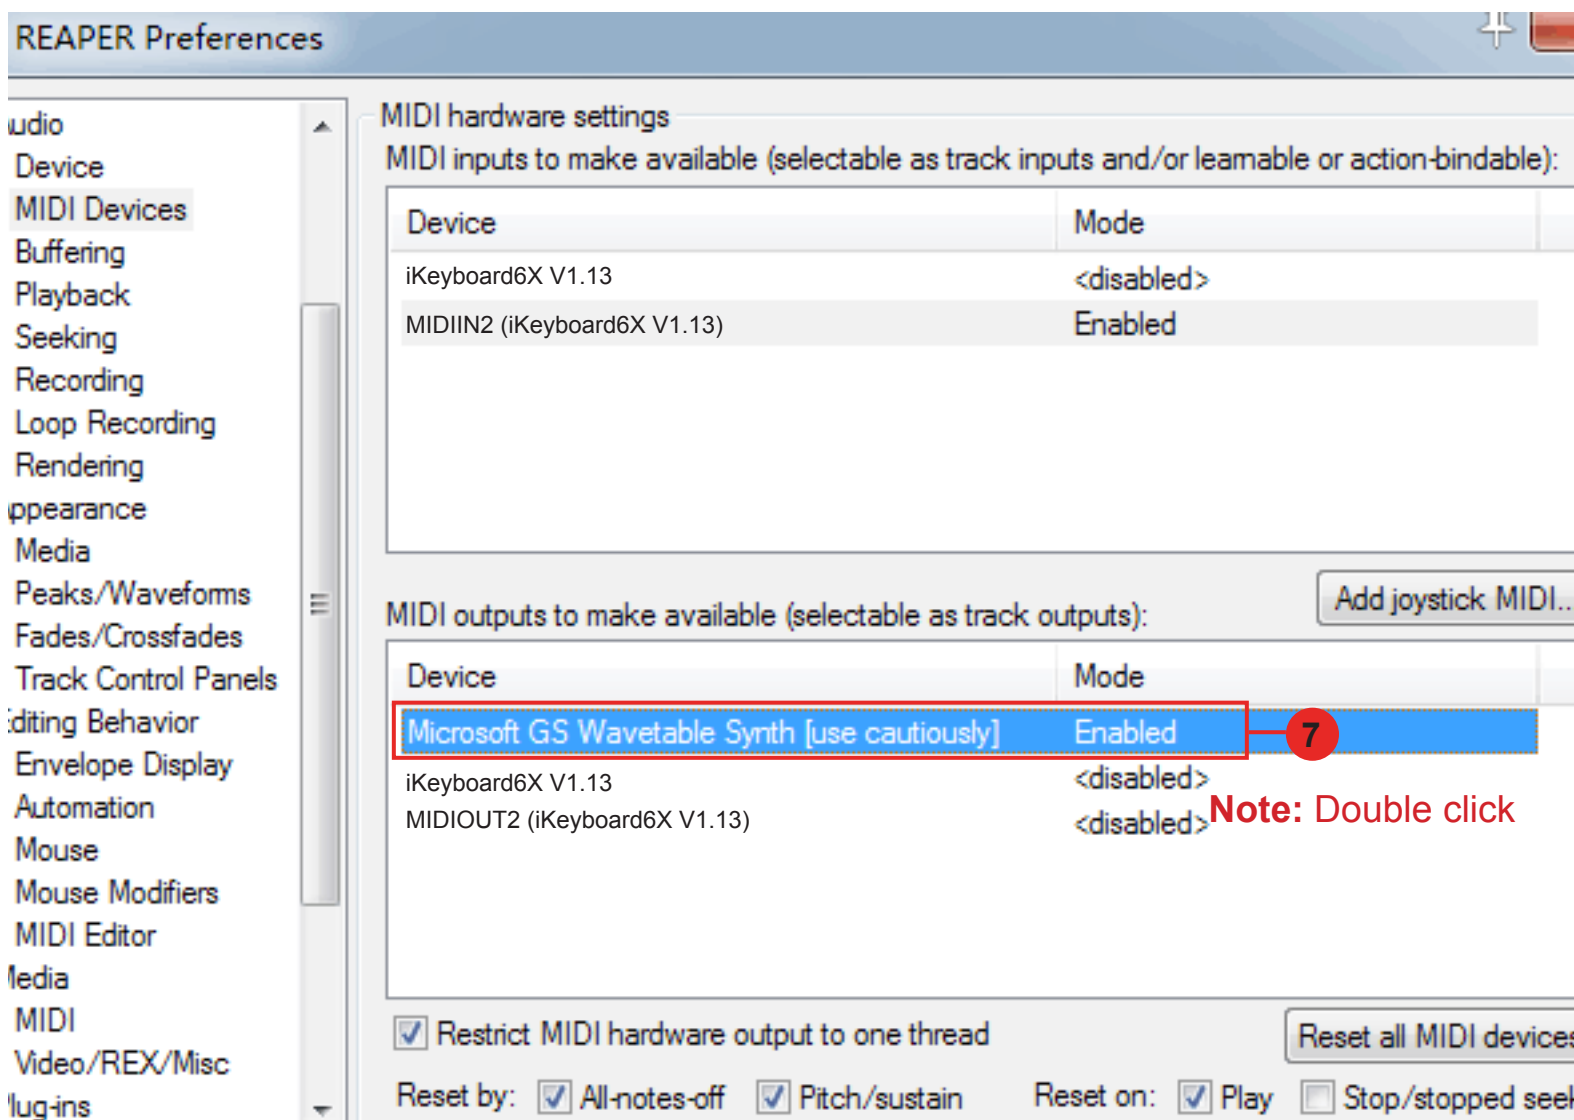 REAPER Preferences
udio
Device
MIDI Devices
Buffering
Playback
Seeking
Recording
Loop Recording
Rendering
ppearance
Media
Peaks/Waveforms
Fades/Crossfades
Track Control Panels
diting Behavior
Envelope Display
Automation
Mouse
Mouse Modifiers
MIDI Editor
edia
MIDI
Video/REX/Misc
lug-ins
MIDI hardware settings
MIDI inputs to make available (selectable as track inputs and/or learnable or action-bindable):
Device Mode
iKeyboard6X V1.13 <disabled>
MIDIIN2 (iKeyboard6X V1.13) Enabled
Add joystick MIDI..
MIDI outputs to make available (selectable as track outputs):
Device Mode
Microsoft GS Wavetable Synth [use cautiously] Enabled 7
iKeyboard6X V1.13 <disabled>
Note: Double click
MIDIOUT2 (iKeyboard6X V1.13) <disabled>
Restrict MIDI hardware output to one thread Reset all MIDI devices
Reset by: All-notes-off Pitch/sustain Reset on: Play Stop/stopped seek